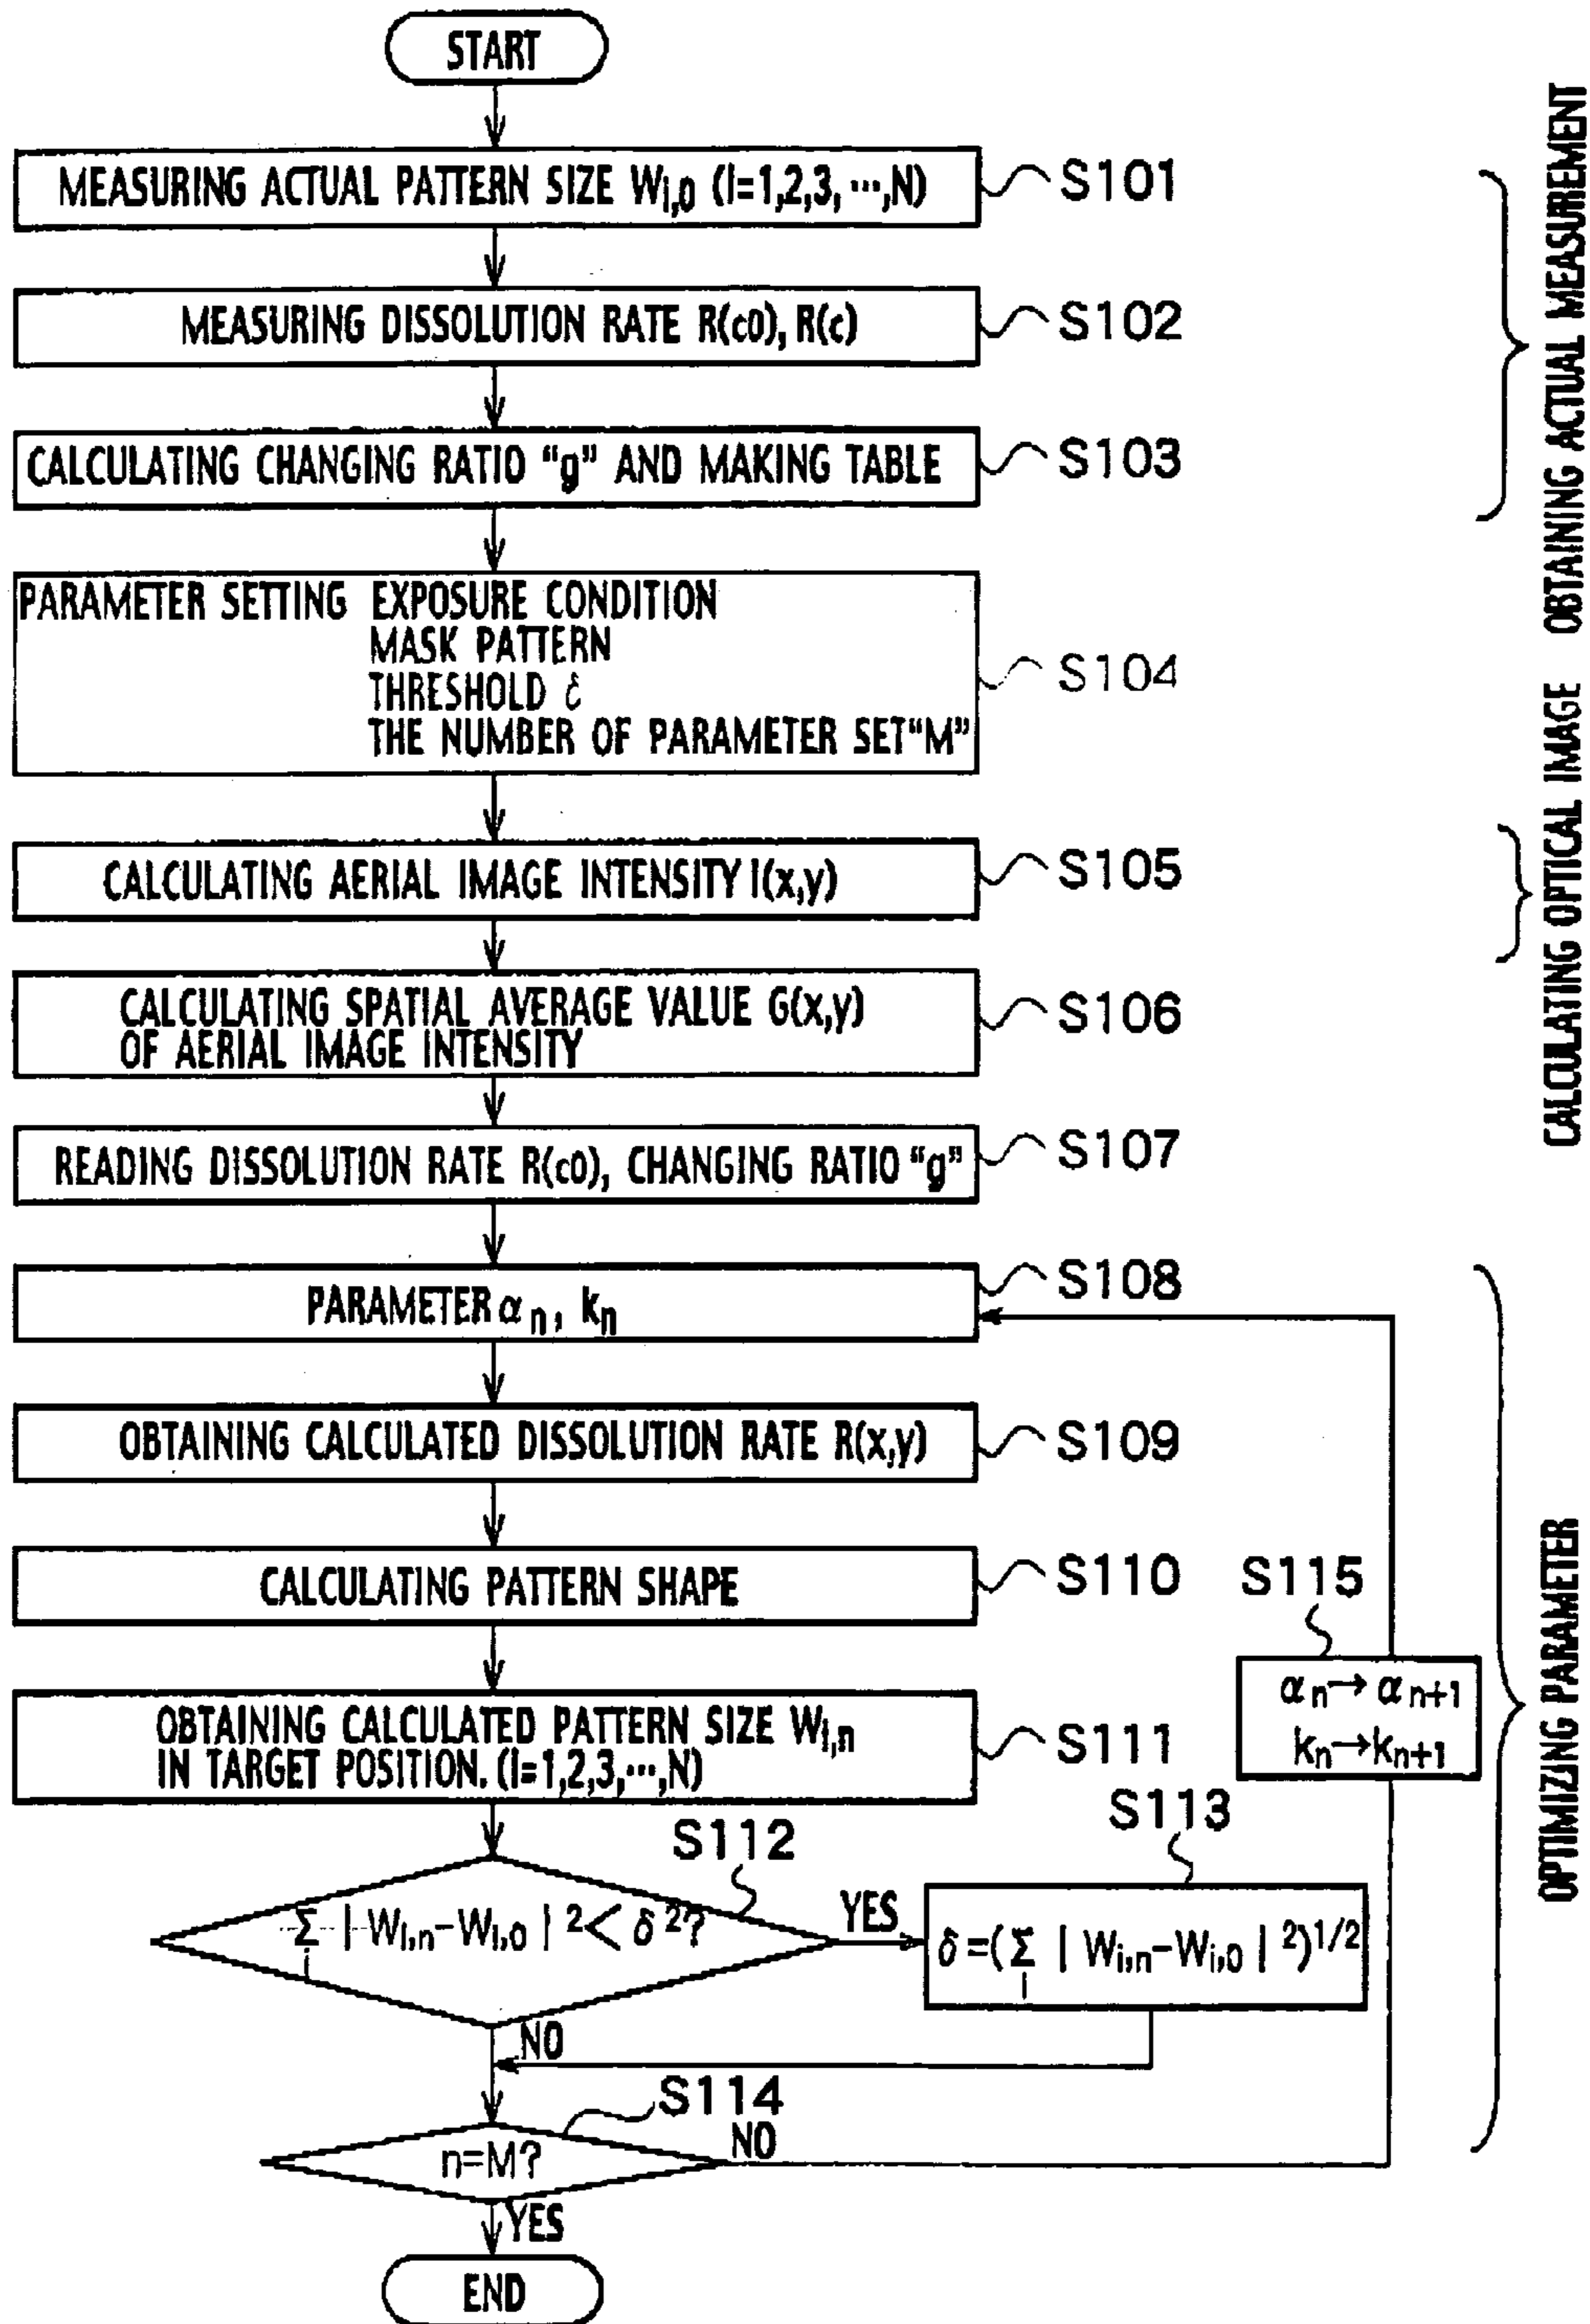 START
MEASURING ACTUAL PATTERN SIZE Wi,0 (i=1,2,3, ···,N)
S101
MEASURING DISSOLUTION RATE R(c0), R(c)
S102
CALCULATING CHANGING RATIO “g” AND MAKING TABLE
S103
OBTAINING ACTUAL MEASUREMENT
PARAMETER SETTING EXPOSURE CONDITION
MASK PATTERN
THRESHOLD δ
THE NUMBER OF PARAMETER SET“M”
S104
CALCULATING AERIAL IMAGE INTENSITY I(x,y)
S105
CALCULATING OPTICAL IMAGE
CALCULATING SPATIAL AVERAGE VALUE G(x,y)
OF AERIAL IMAGE INTENSITY
S106
READING DISSOLUTION RATE R(c0), CHANGING RATIO “g”
S107
PARAMETER αn, kn
S108
OBTAINING CALCULATED DISSOLUTION RATE R(x,y)
S109
CALCULATING PATTERN SHAPE
S110
S115
αn→αn+1
kn→kn+1
OPTIMIZING PARAMETER
OBTAINING CALCULATED PATTERN SIZE Wi,n
IN TARGET POSITION. (i=1,2,3,···,N)
S111
S112
Σi | Wi,n-Wi,0 | 2 < δ 2?
YES
S113
δ=(Σi | Wi,n-Wi,0 | 2)1/2
NO
S114
n=M?
NO
YES
END